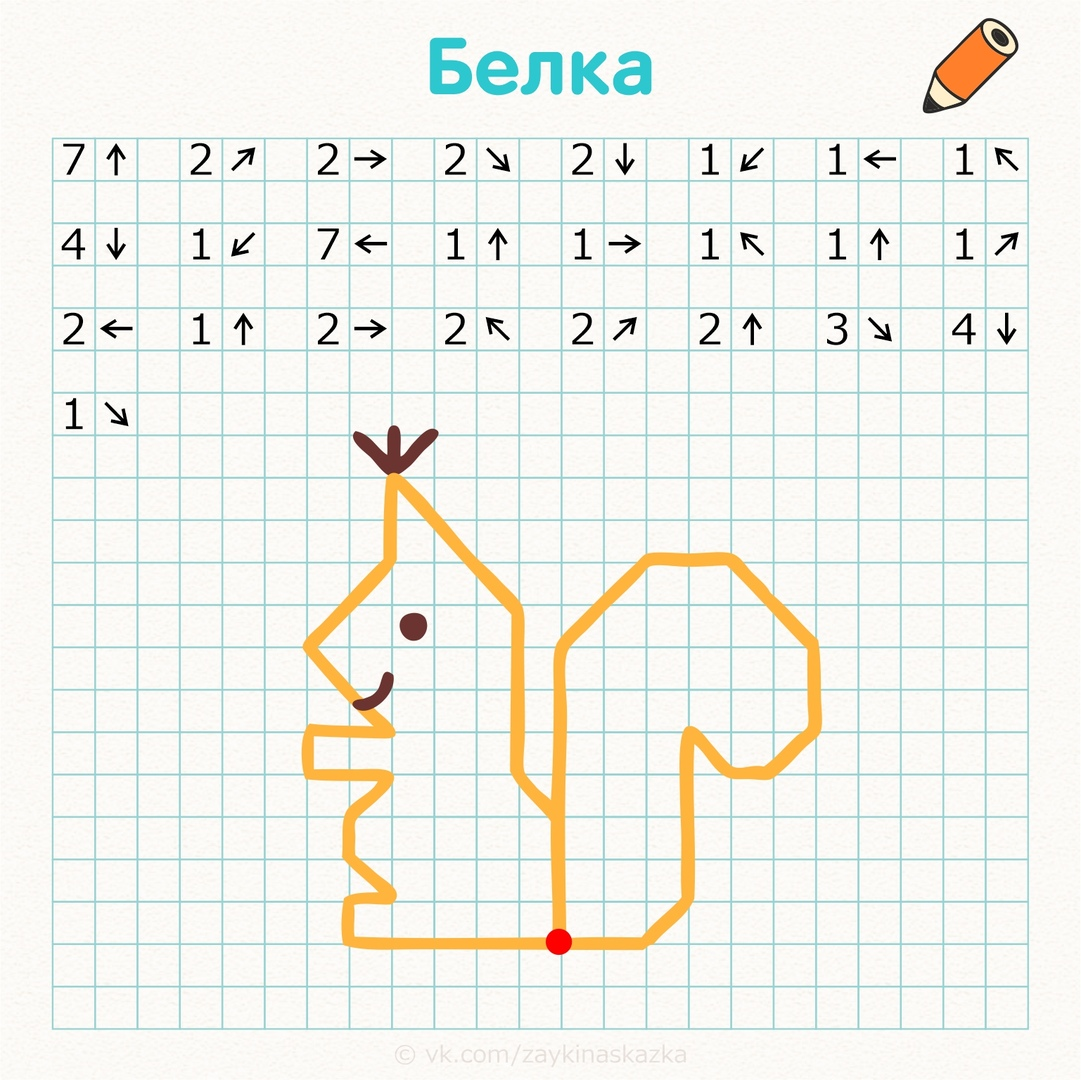 Белка
7 ↑ 2 ↗ 2 → 2 ↘ 2 ↓ 1 ↙ 1 ← 1 ↖
4 ↓ 1 ↙ 7 ← 1 ↑ 1 → 1 ↖ 1 ↑ 1 ↗
2 ← 1 ↑ 2 → 2 ↖ 2 ↗ 2 ↑ 3 ↘ 4 ↓
1 ↘
© vk.com/zaykinaskazka